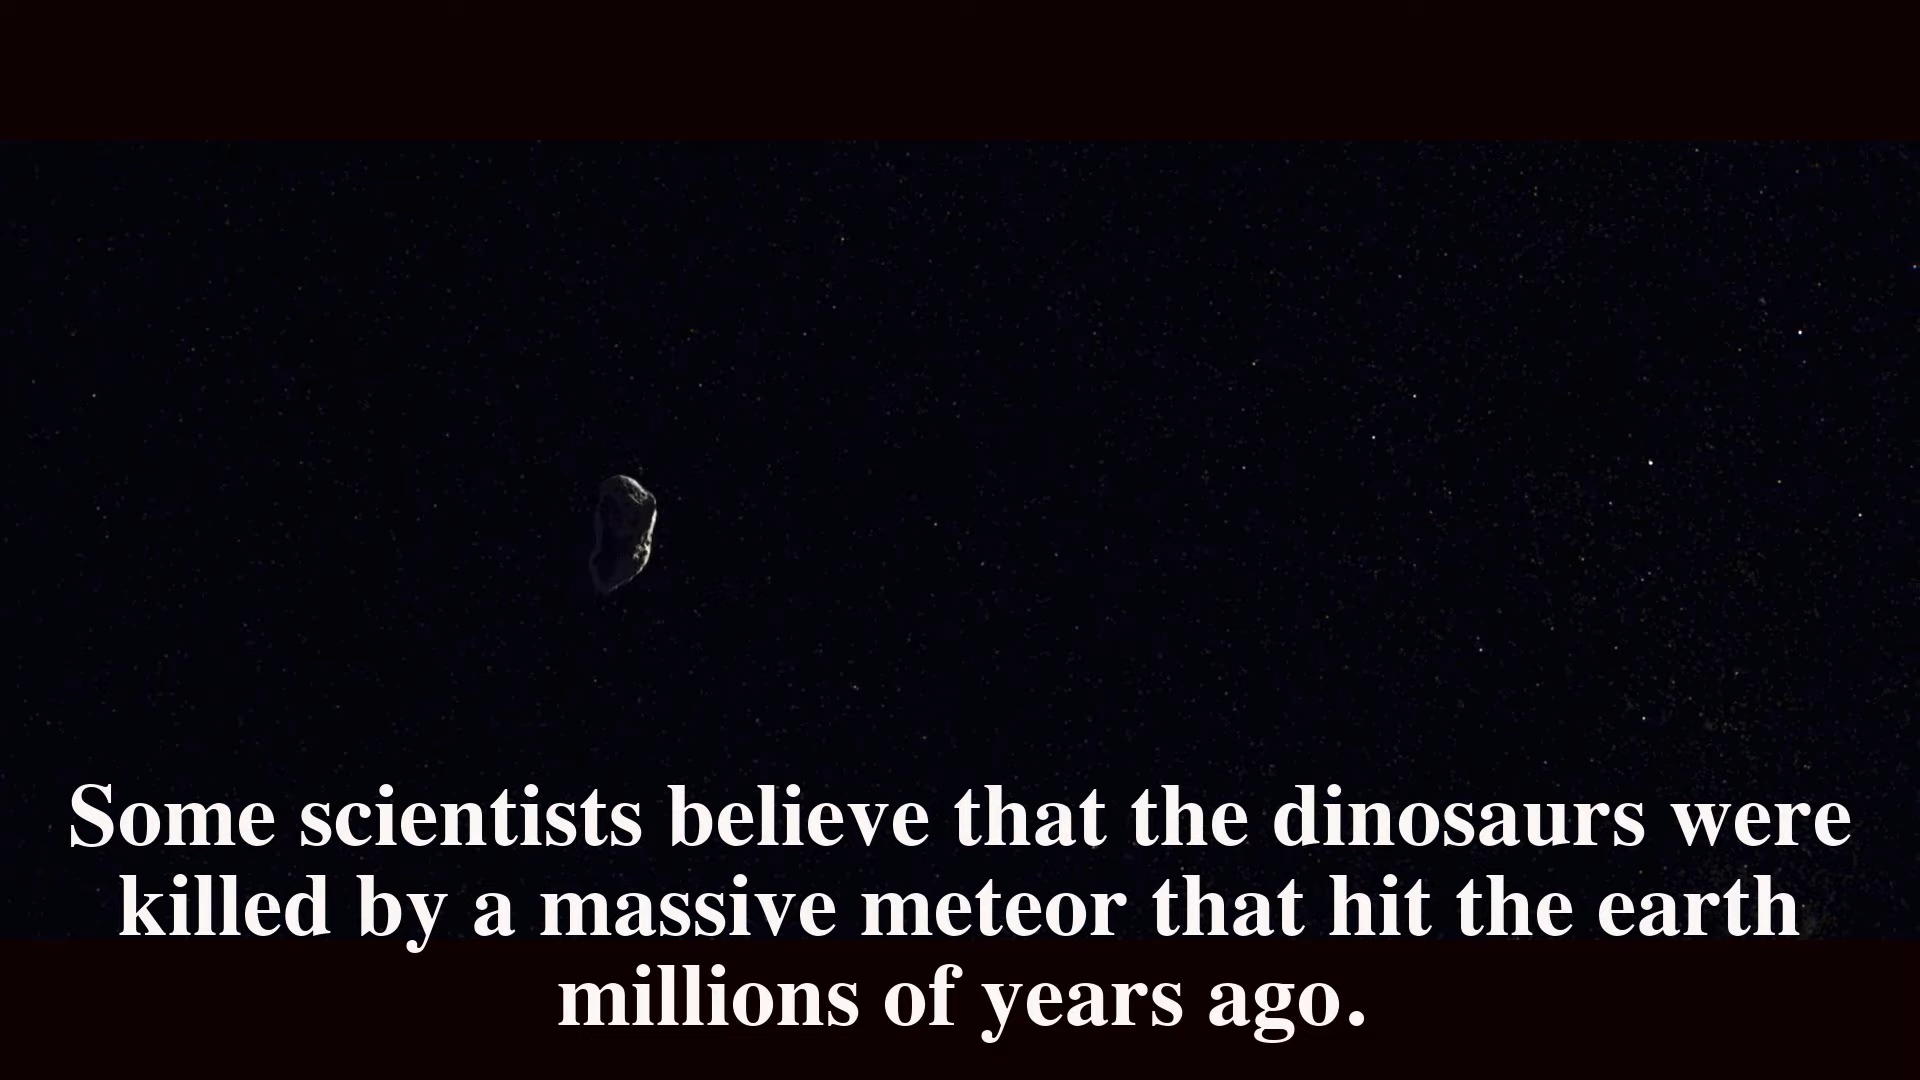 Some scientists believe that the dinosaurs were
killed by a massive meteor that hit the earth
millions of years ago.